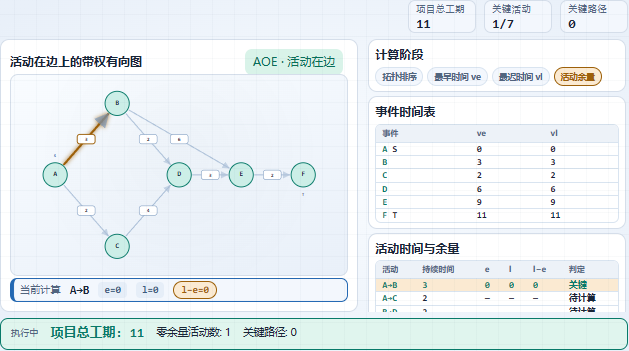 项目总工期
11
关键活动
1/7
关键路径
0
活动在边上的带权有向图
AOE · 活动在边
A
B
C
D
E
F
3
2
2
6
4
3
2
当前计算 A→B e=0 l=0 l-e=0
计算阶段
拓扑排序 最早时间 ve 最迟时间 vl 活动余量
事件时间表
事件 ve vl
A S 0 0
B 3 3
C 2 2
D 6 6
E 9 9
F T 11 11
活动时间与余量
活动 持续时间 e l l-e 判定
A→B 3 0 0 0 关键
A→C 2 — — — 待计算
B→D 2 — — — 待计算
执行中 项目总工期: 11 零余量活动数: 1 关键路径: 0